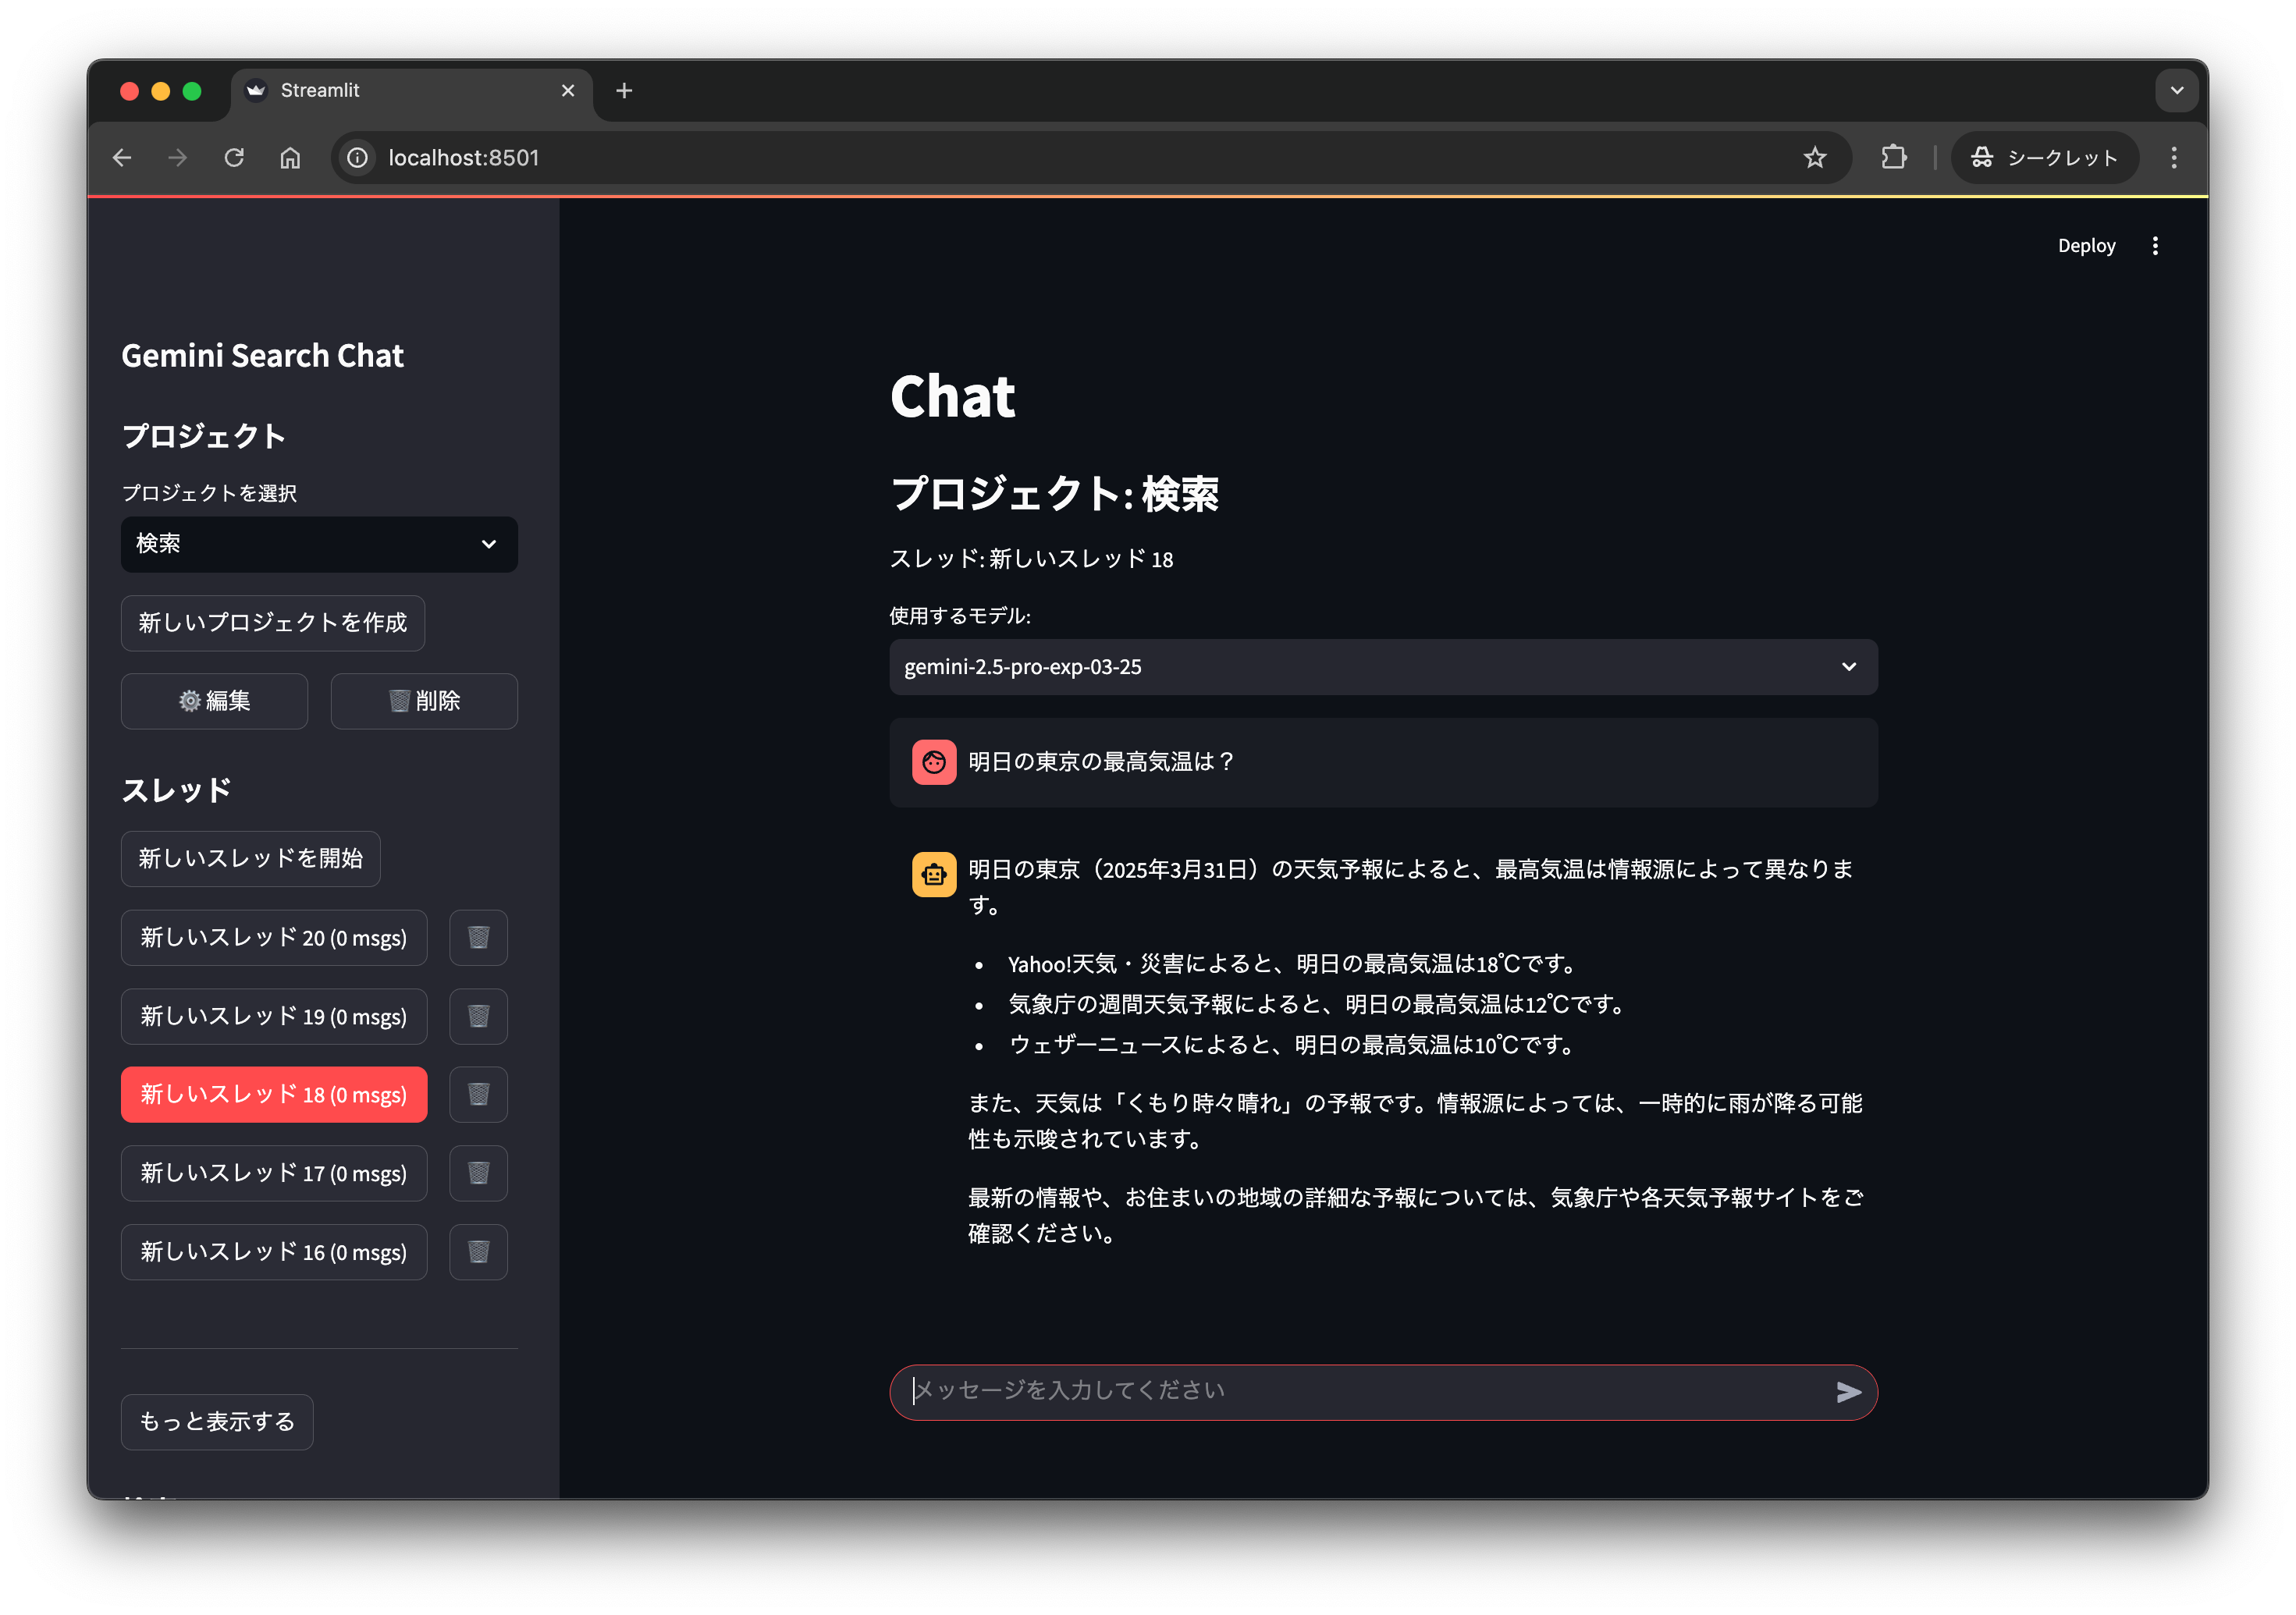 Streamlit
localhost:8501
シークレット
Deploy
Gemini Search Chat
プロジェクト
プロジェクトを選択
検索
新しいプロジェクトを作成
編集
削除
スレッド
新しいスレッドを開始
新しいスレッド 20 (0 msgs)
新しいスレッド 19 (0 msgs)
新しいスレッド 18 (0 msgs)
新しいスレッド 17 (0 msgs)
新しいスレッド 16 (0 msgs)
もっと表示する
Chat
プロジェクト: 検索
スレッド: 新しいスレッド 18
使用するモデル:
gemini-2.5-pro-exp-03-25
明日の東京の最高気温は？
明日の東京（2025年3月31日）の天気予報によると、最高気温は情報源によって異なりま
す。
• Yahoo!天気・災害によると、明日の最高気温は18℃です。
• 気象庁の週間天気予報によると、明日の最高気温は12℃です。
• ウェザーニュースによると、明日の最高気温は10℃です。
また、天気は「くもり時々晴れ」の予報です。情報源によっては、一時的に雨が降る可能
性も示唆されています。
最新の情報や、お住まいの地域の詳細な予報については、気象庁や各天気予報サイトをご
確認ください。
メッセージを入力してください